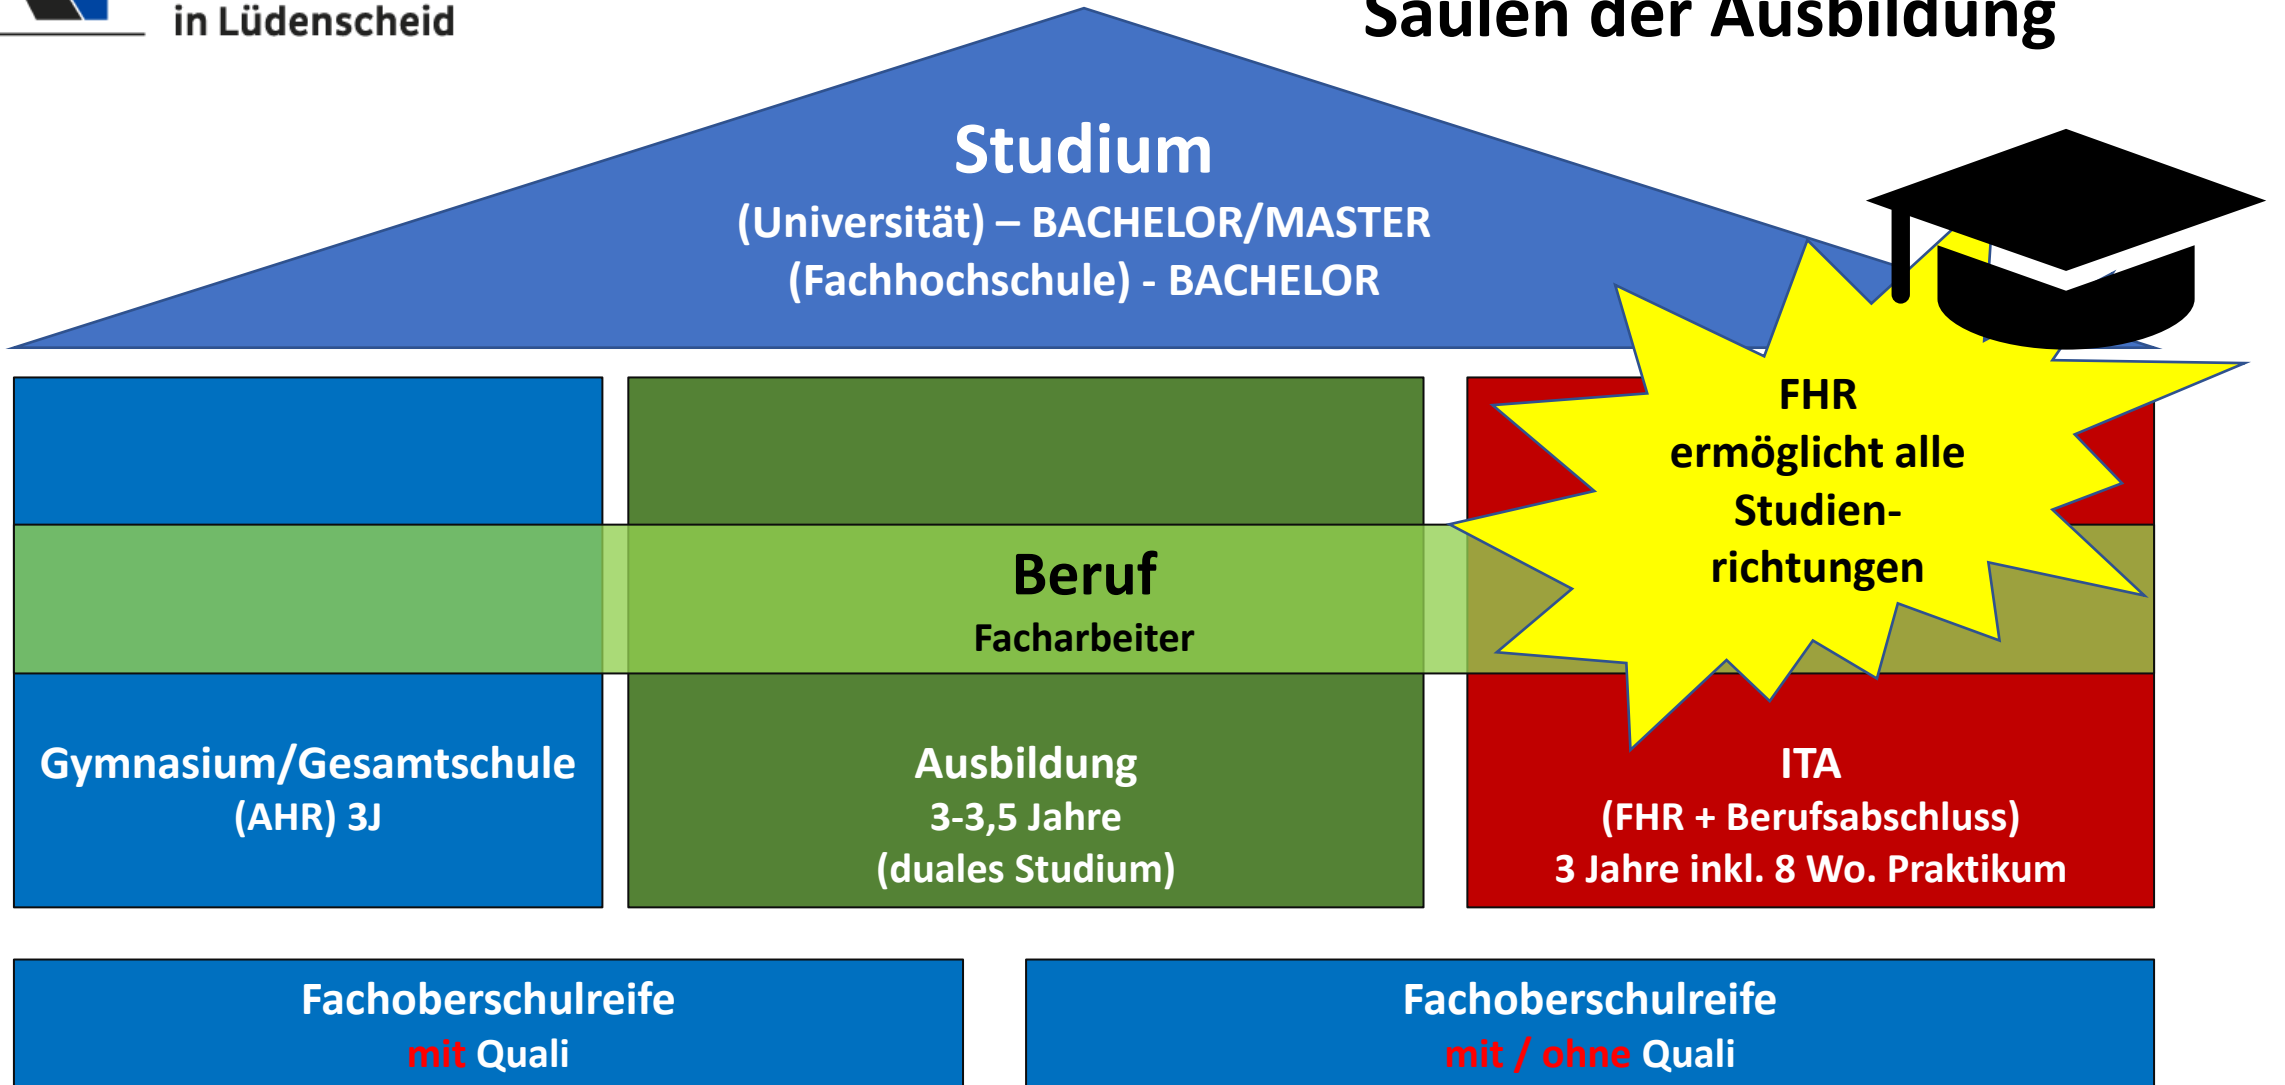 in Lüdenscheid
Säulen der Ausbildung
Studium
(Universität) – BACHELOR/MASTER
(Fachhochschule) - BACHELOR
FHR
ermöglicht alle
Studien-
richtungen
Beruf
Facharbeiter
Gymnasium/Gesamtschule
(AHR) 3J
Ausbildung
3-3,5 Jahre
(duales Studium)
ITA
(FHR + Berufsabschluss)
3 Jahre inkl. 8 Wo. Praktikum
Fachoberschulreife
mit Quali
Fachoberschulreife
mit / ohne Quali